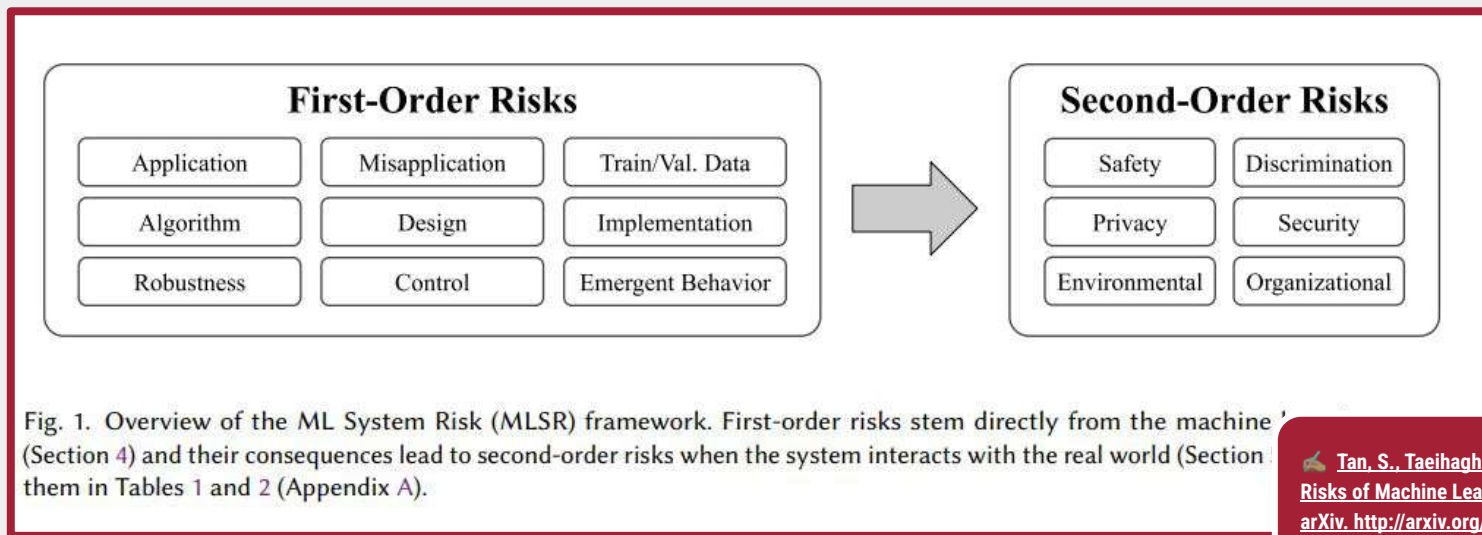 First-Order Risks
Application Misapplication Train/Val. Data
Algorithm Design Implementation
Robustness Control Emergent Behavior
Second-Order Risks
Safety Discrimination
Privacy Security
Environmental Organizational
Fig. 1. Overview of the ML System Risk (MLSR) framework. First-order risks stem directly from the machine
(Section 4) and their consequences lead to second-order risks when the system interacts with the real world (Section
them in Tables 1 and 2 (Appendix A).
Tan, S., Taeihagh
Risks of Machine Lea
arXiv. http://arxiv.org/